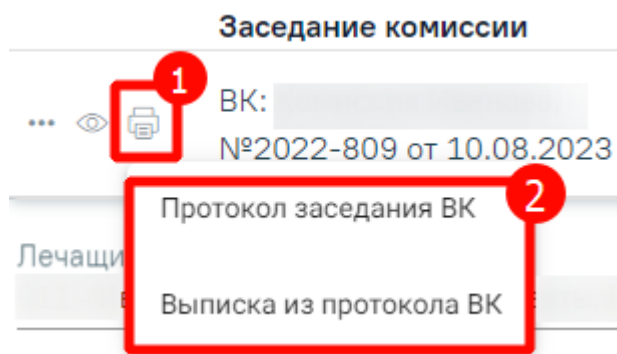 Заседание комиссии
1
ВК:
№2022-809 от 10.08.2023
2
Протокол заседания ВК
Лечащи
Выписка из протокола ВК